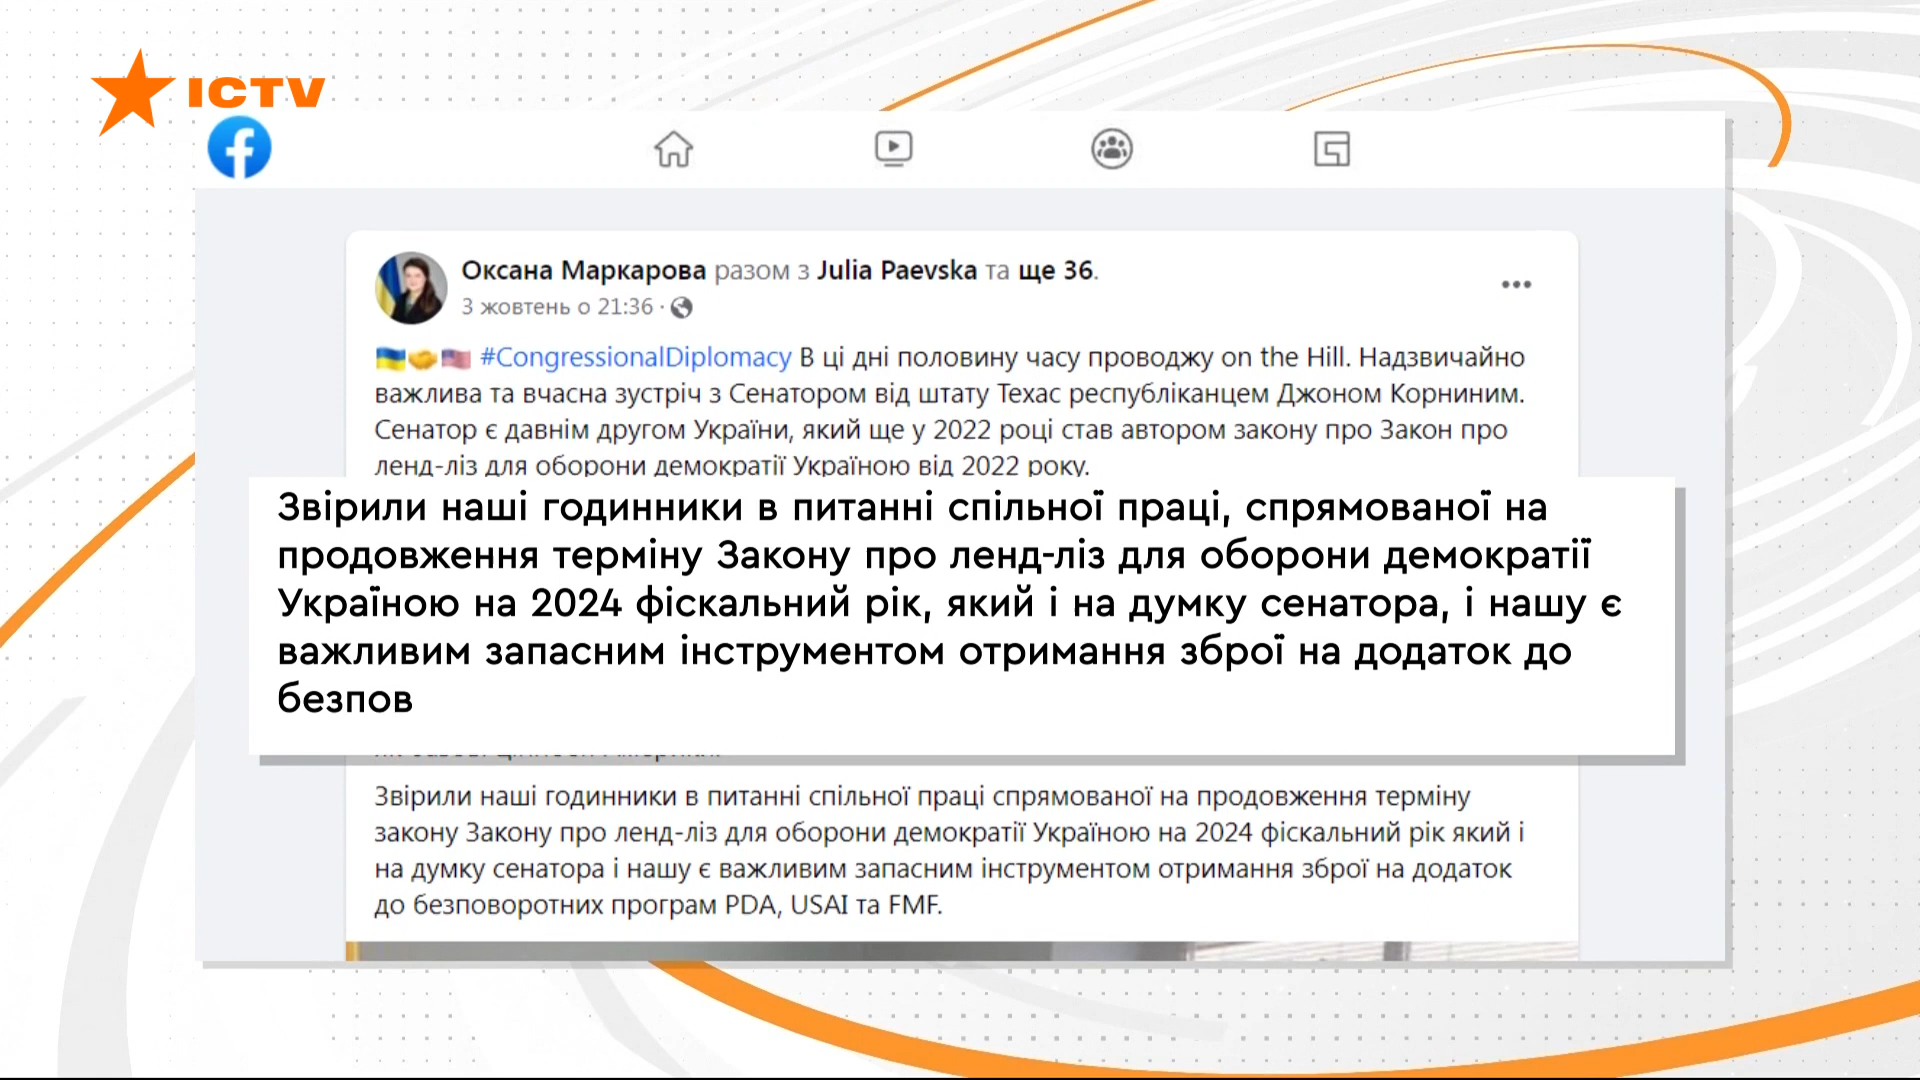 ICTV
Оксана Маркарова разом з Julia Paevska та ще 36.
3 жовтень о 21:36 ·
#CongressionalDiplomacy В ці дні половину часу проводжу on the Hill. Надзвичайно
важлива та вчасна зустріч з Сенатором від штату Техас республіканцем Джоном Корниним.
Сенатор є давнім другом України, який ще у 2022 році став автором закону про Закон про
ленд-ліз для оборони демократії Україною від 2022 року.
Звірили наші годинники в питанні спільної праці, спрямованої на
продовження терміну Закону про ленд-ліз для оборони демократії
Україною на 2024 фіскальний рік, який і на думку сенатора, і нашу є
важливим запасним інструментом отримання зброї на додаток до
безпов
Звірили наші годинники в питанні спільної праці спрямованої на продовження терміну
закону Закону про ленд-ліз для оборони демократії Україною на 2024 фіскальний рік який і
на думку сенатора і нашу є важливим запасним інструментом отримання зброї на додаток
до безповоротних програм PDA, USAI та FMF.